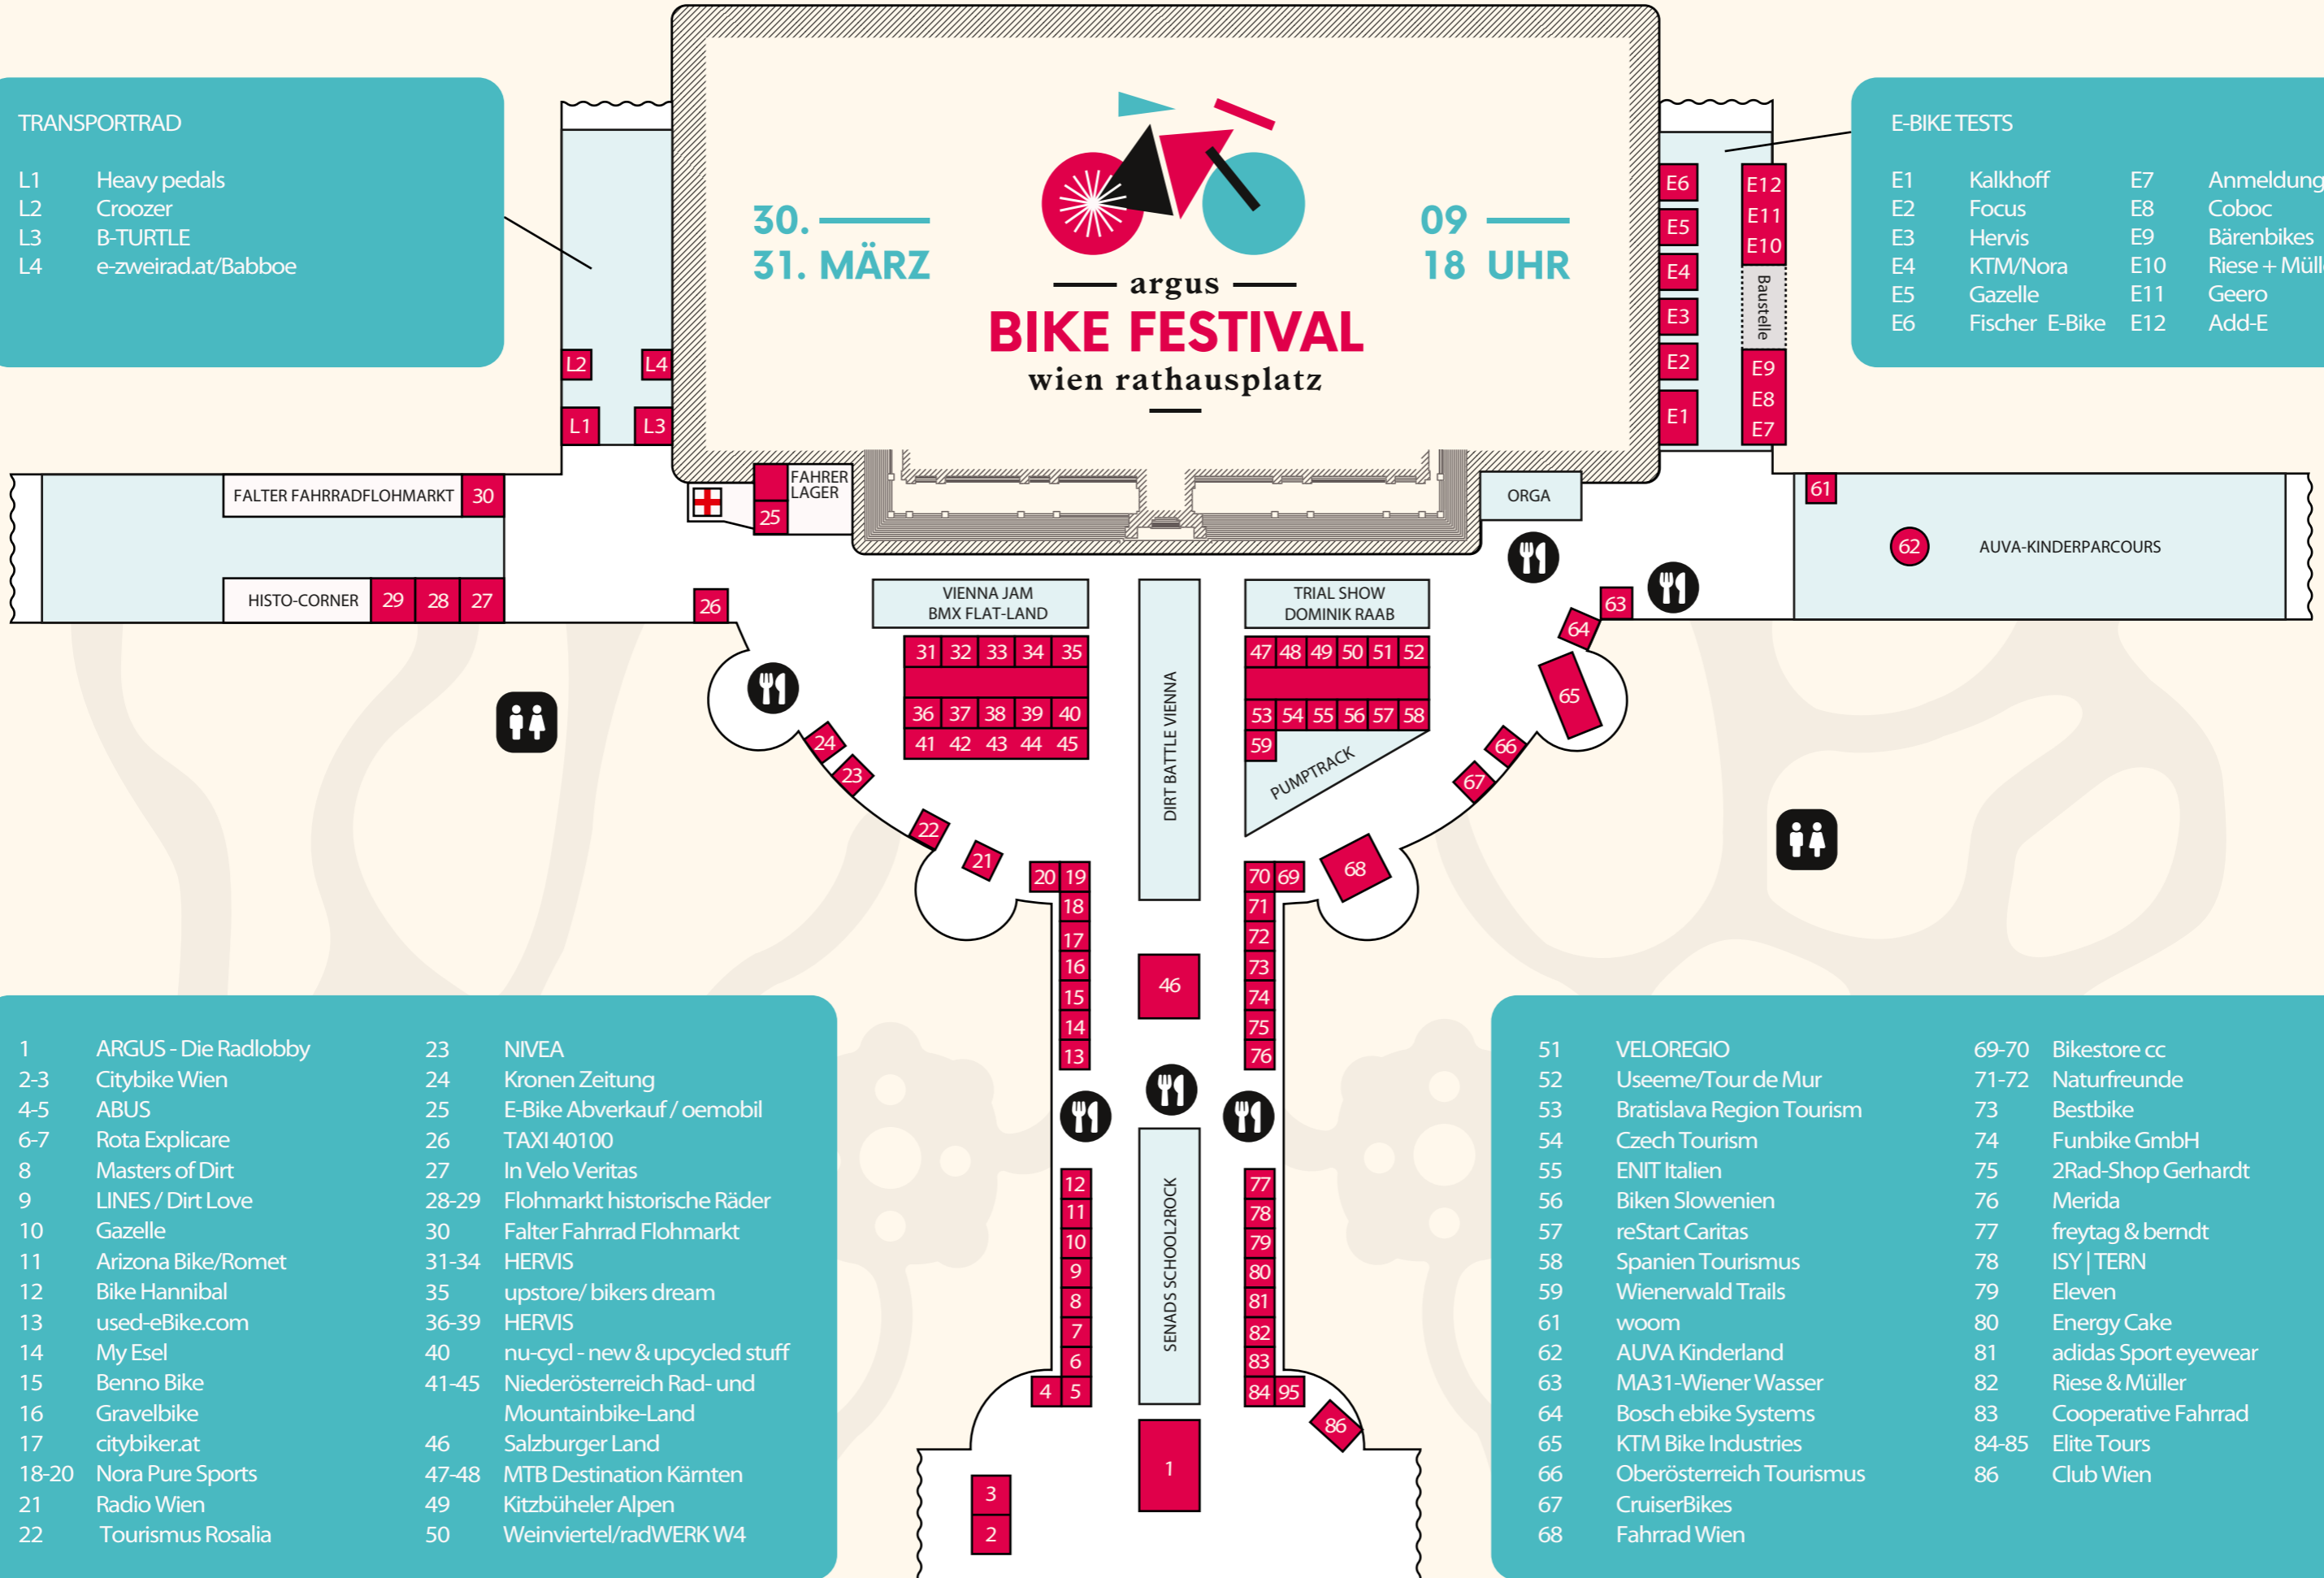 TRANSPORTRAD
L1 Heavy pedals
L2 Croozer
L3 B-TURTLE
L4 e-zweirad.at/Babboe
30.
31. MÄRZ
09
18 UHR
argus
BIKE FESTIVAL
wien rathausplatz
E-BIKE TESTS
E1 Kalkhoff E7 Anmeldung
E2 Focus E8 Coboc
E3 Hervis E9 Bärenbikes
E4 KTM/Nora E10 Riese + Müll
E5 Gazelle E11 Geero
E6 Fischer E-Bike E12 Add-E
E6
E5
E4
E3
E2
E1
E12
E11
E10
Baustelle
E9
E8
E7
L2
L4
L1
L3
FALTER FAHRRADFLOHMARKT 30
HISTO-CORNER 29 28 27
FAHRER
LAGER
25
26
ORGA
61
62
AUVA-KINDERPARCOURS
63
64
65
66
67
68
VIENNA JAM
BMX FLAT-LAND
31 32 33 34 35
36 37 38 39 40
41 42 43 44 45
DIRT BATTLE VIENNA
TRIAL SHOW
DOMINIK RAAB
47 48 49 50 51 52
53 54 55 56 57 58
59
PUMPTRACK
24
23
22
21
20 19
18
17
16
15
14
13
46
70 69
71
72
73
74
75
76
12
11
10
9
8
7
6
4 5
SENADS SCHOOL2ROCK
77
78
79
80
81
82
83
84 95
86
1
3
2
1 ARGUS - Die Radlobby
2-3 Citybike Wien
4-5 ABUS
6-7 Rota Explicare
8 Masters of Dirt
9 LINES / Dirt Love
10 Gazelle
11 Arizona Bike/Romet
12 Bike Hannibal
13 used-eBike.com
14 My Esel
15 Benno Bike
16 Gravelbike
17 citybiker.at
18-20 Nora Pure Sports
21 Radio Wien
22 Tourismus Rosalia
23 NIVEA
24 Kronen Zeitung
25 E-Bike Abverkauf / oemobil
26 TAXI 40100
27 In Velo Veritas
28-29 Flohmarkt historische Räder
30 Falter Fahrrad Flohmarkt
31-34 HERVIS
35 upstore/ bikers dream
36-39 HERVIS
40 nu-cycl - new & upcycled stuff
41-45 Niederösterreich Rad- und
Mountainbike-Land
46 Salzburger Land
47-48 MTB Destination Kärnten
49 Kitzbüheler Alpen
50 Weinviertel/radWERK W4
51 VELOREGIO
52 Useeme/Tour de Mur
53 Bratislava Region Tourism
54 Czech Tourism
55 ENIT Italien
56 Biken Slowenien
57 reStart Caritas
58 Spanien Tourismus
59 Wienerwald Trails
61 woom
62 AUVA Kinderland
63 MA31-Wiener Wasser
64 Bosch ebike Systems
65 KTM Bike Industries
66 Oberösterreich Tourismus
67 CruiserBikes
68 Fahrrad Wien
69-70 Bikestore cc
71-72 Naturfreunde
73 Bestbike
74 Funbike GmbH
75 2Rad-Shop Gerhardt
76 Merida
77 freytag & berndt
78 ISY | TERN
79 Eleven
80 Energy Cake
81 adidas Sport eyewear
82 Riese & Müller
83 Cooperative Fahrrad
84-85 Elite Tours
86 Club Wien